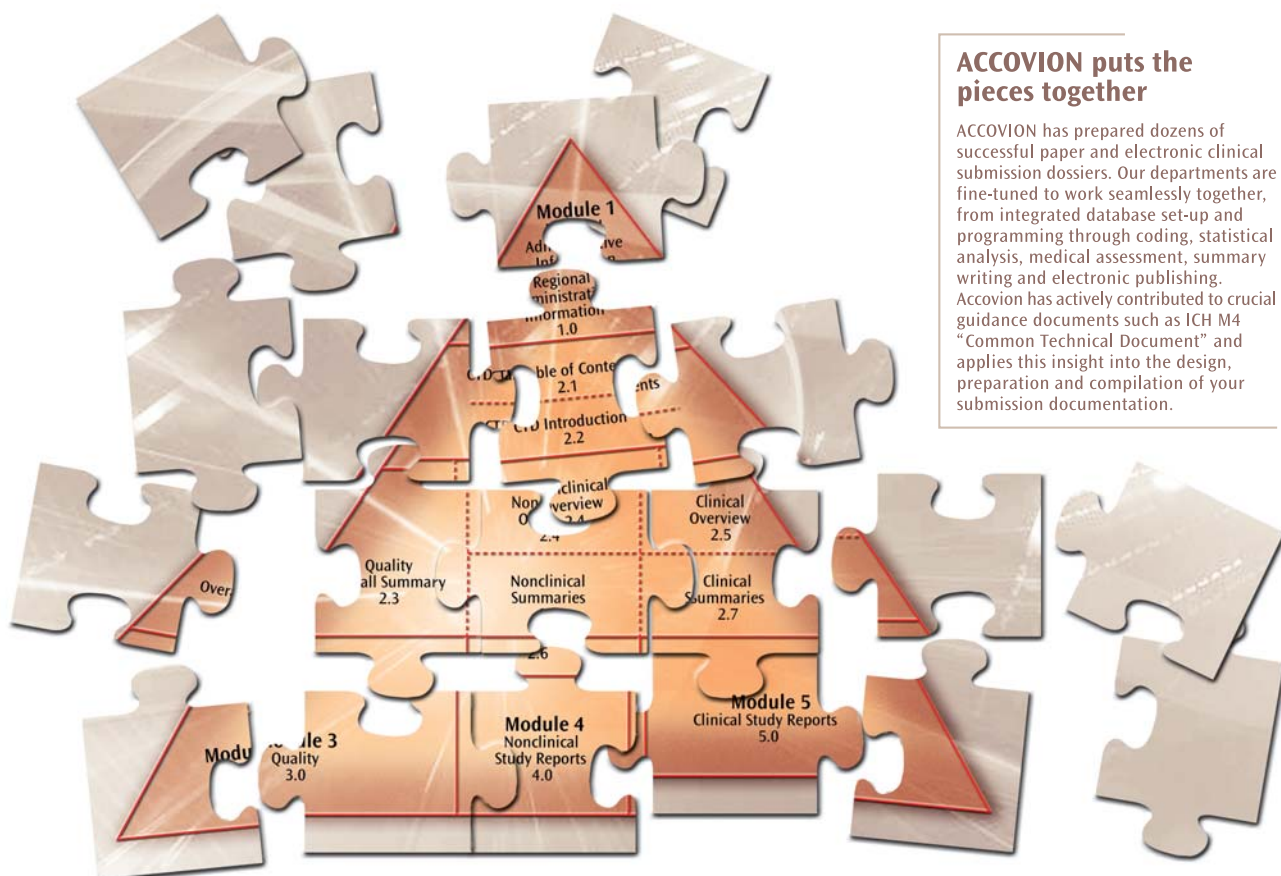 ACCOVION puts the
pieces together
ACCOVION has prepared dozens of
successful paper and electronic clinical
submission dossiers. Our departments are
fine-tuned to work seamlessly together,
from integrated database set-up and
programming through coding, statistical
analysis, medical assessment, summary
writing and electronic publishing.
Accovion has actively contributed to crucial
guidance documents such as ICH M4
“Common Technical Document” and
applies this insight into the design,
preparation and compilation of your
submission documentation.
Module 1
Regional
Information
1.0
2.1
CTD Introduction
2.2
Clinical
Overview
2.5
Quality
all Summary
2.3
Nonclinical
Summaries
2.6
Clinical
Summaries
2.7
Over
Module 3
Quality
3.0
Module 4
Nonclinical
Study Reports
4.0
Module 5
Clinical Study Reports
5.0